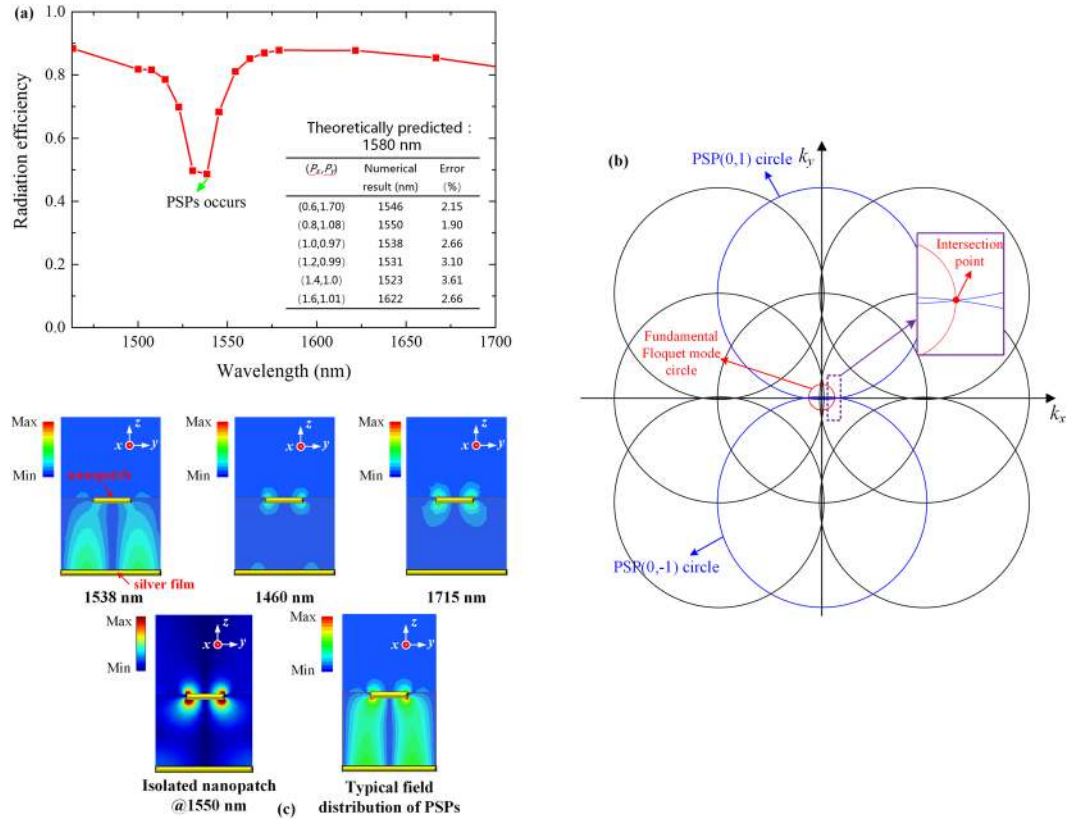 (a)
1.0
0.8
0.6
0.4
0.2
0.0
Radiation efficiency
1500 1550 1600 1650 1700
Wavelength (nm)
PSPs occurs
Theoretically predicted :
1580 nm
(Px,Py) Numerical result (nm) Error (%)
(0.6,1.70) 1546 2.15
(0.8,1.08) 1550 1.90
(1.0,0.97) 1538 2.66
(1.2,0.99) 1531 3.10
(1.4,1.0) 1523 3.61
(1.6,1.01) 1622 2.66
(b)
PSP(0,1) circle
ky
Intersection
point
Fundamental
Floquet mode
circle
kx
PSP(0,-1) circle
Max
Min
z
x y
nanopatch
silver film
1538 nm
Max
Min
z
x y
1460 nm
Max
Min
z
x y
1715 nm
Max
Min
z
x y
Isolated nanopatch
@1550 nm
Max
Min
z
x y
Typical field
distribution of PSPs
(c)